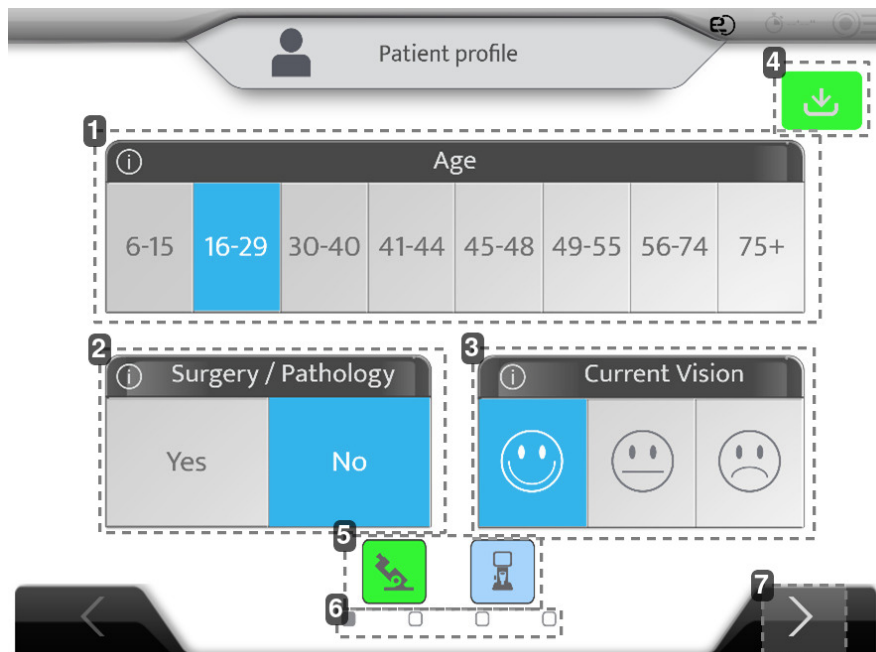 Patient profile
4
1
Age
6-15 16-29 30-40 41-44 45-48 49-55 56-74 75+
2
Surgery / Pathology
Yes No
3
Current Vision
5
6
7